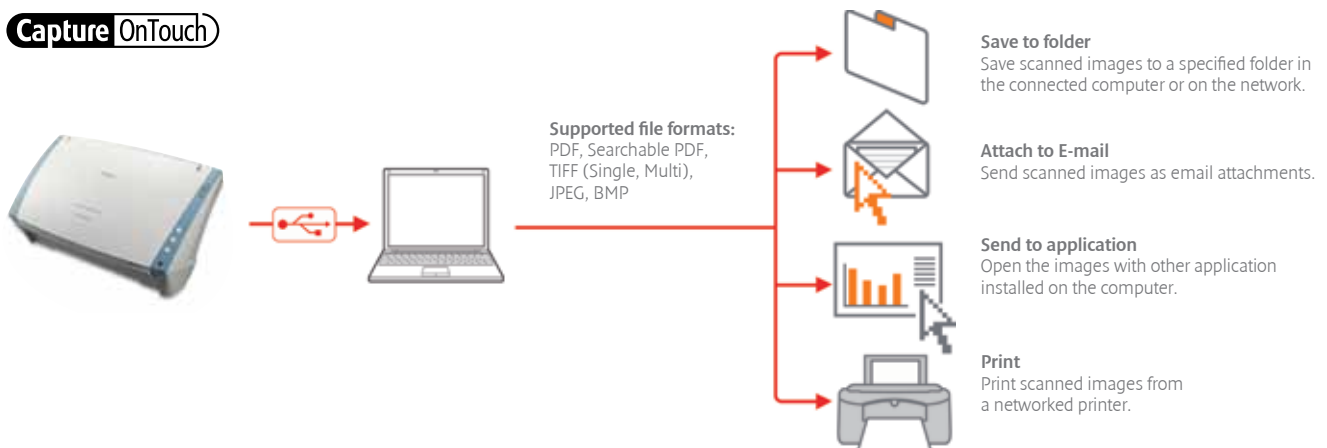 Capture OnTouch
Supported file formats:
PDF, Searchable PDF,
TIFF (Single, Multi),
JPEG, BMP
Save to folder
Save scanned images to a specified folder in
the connected computer or on the network.
Attach to E-mail
Send scanned images as email attachments.
Send to application
Open the images with other application
installed on the computer.
Print
Print scanned images from
a networked printer.